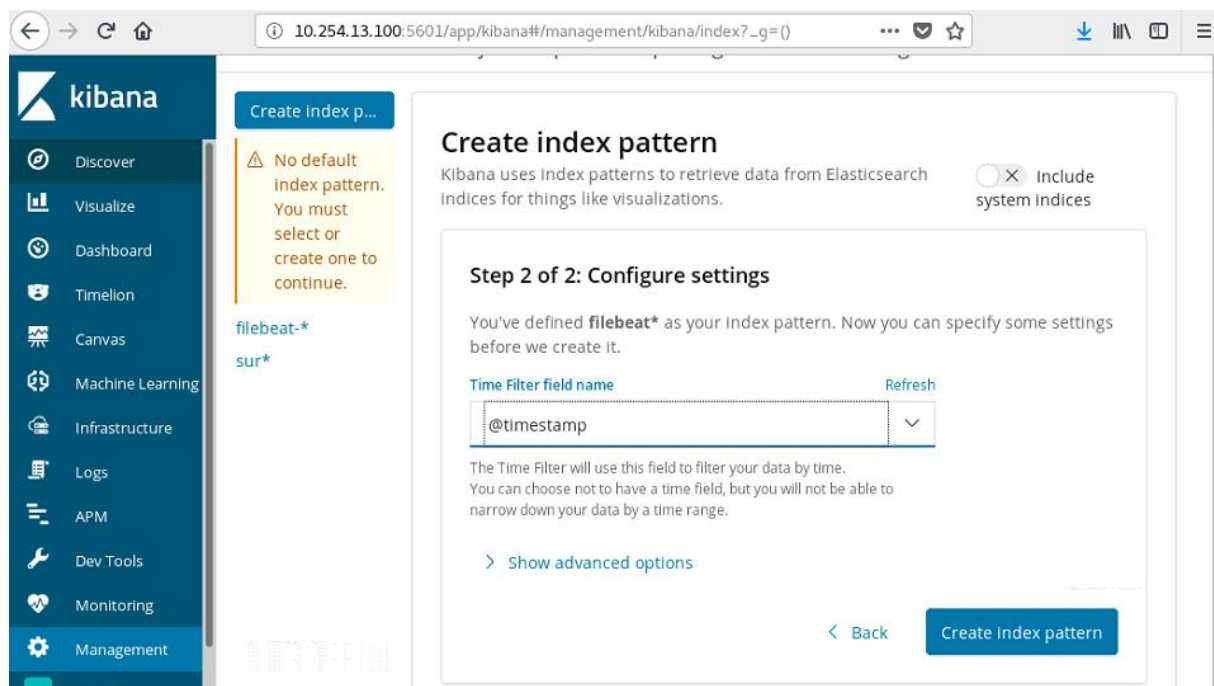 10.254.13.100:5601/app/kibana#/management/kibana/index?_g=()
kibana
Discover
Visualize
Dashboard
Timelion
Canvas
Machine Learning
Infrastructure
Logs
APM
Dev Tools
Monitoring
Management
Create index p...
No default
index pattern.
You must
select or
create one to
continue.
filebeat-*
sur*
Create index pattern
Kibana uses index patterns to retrieve data from Elasticsearch
indices for things like visualizations.
Include
system indices
Step 2 of 2: Configure settings
You've defined filebeat* as your index pattern. Now you can specify some settings
before we create it.
Time Filter field name Refresh
@timestamp
The Time Filter will use this field to filter your data by time.
You can choose not to have a time field, but you will not be able to
narrow down your data by a time range.
Show advanced options
Back Create index pattern